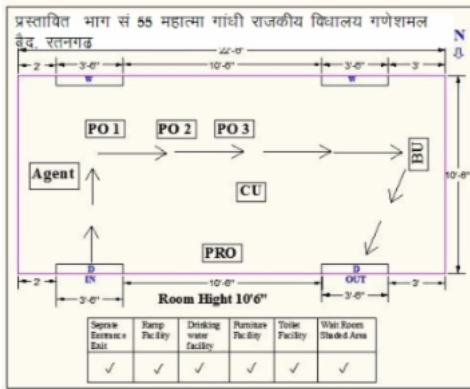 प्रस्तावित भाग सं 55 महात्मा गांधी राजकीय विधालय गणेशमल
बैद, रतनगढ
N
22'-6"
2' 3'-6" 10'-6" 3'-6" 3'
W W
PO 1 PO 2 PO 3
BU
Agent
10'-6"
CU
PRO
D D
IN OUT
2' 10'-6" 3'
3'-6" 3'-6"
Room Hight 10'6"
Seprate Entrance Exit
Ramp Facility
Drinking water facility
Furniture Facility
Toilet Facility
Wait Room Shaded Area
✓ ✓ ✓ ✓ ✓ ✓